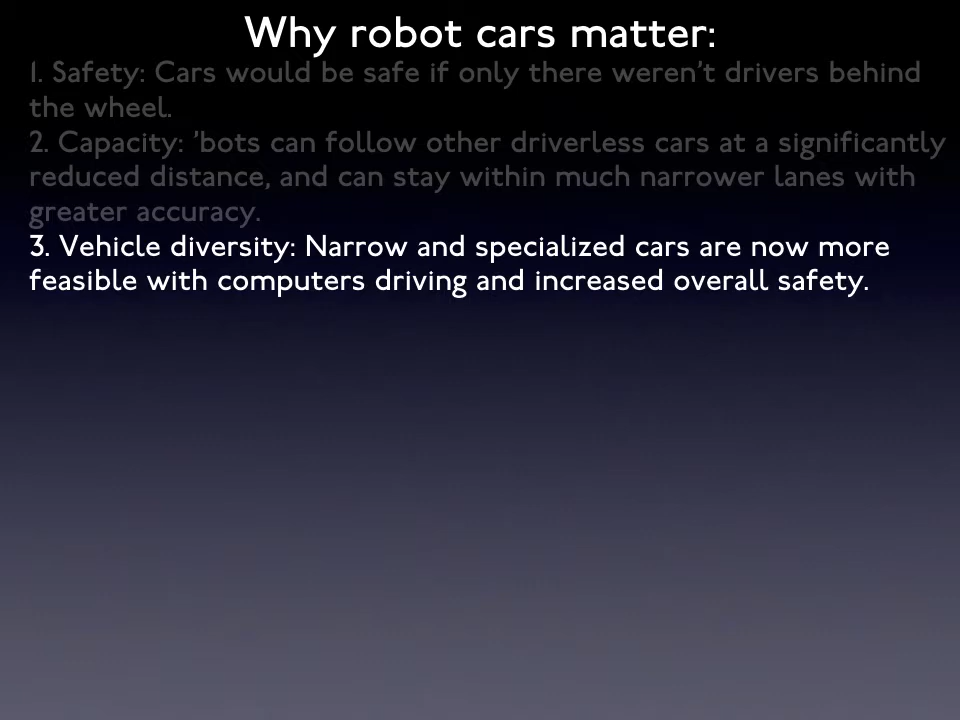 Why robot cars matter:
1. Safety: Cars would be safe if only there weren’t drivers behind
the wheel.
2. Capacity: ’bots can follow other driverless cars at a significantly
reduced distance, and can stay within much narrower lanes with
greater accuracy.
3. Vehicle diversity: Narrow and specialized cars are now more
feasible with computers driving and increased overall safety.